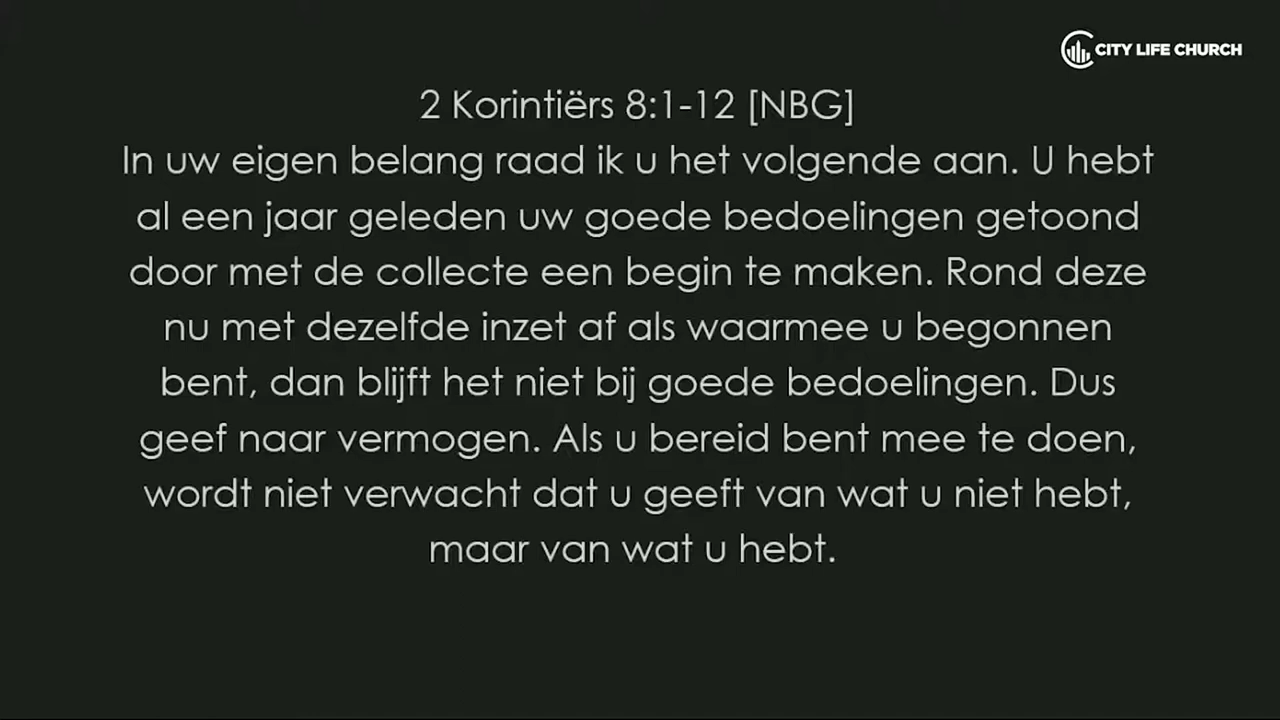 CITY LIFE CHURCH
2 Korintiërs 8:1-12 [NBG]
In uw eigen belang raad ik u het volgende aan. U hebt
al een jaar geleden uw goede bedoelingen getoond
door met de collecte een begin te maken. Rond deze
nu met dezelfde inzet af als waarmee u begonnen
bent, dan blijft het niet bij goede bedoelingen. Dus
geef naar vermogen. Als u bereid bent mee te doen,
wordt niet verwacht dat u geeft van wat u niet hebt,
maar van wat u hebt.